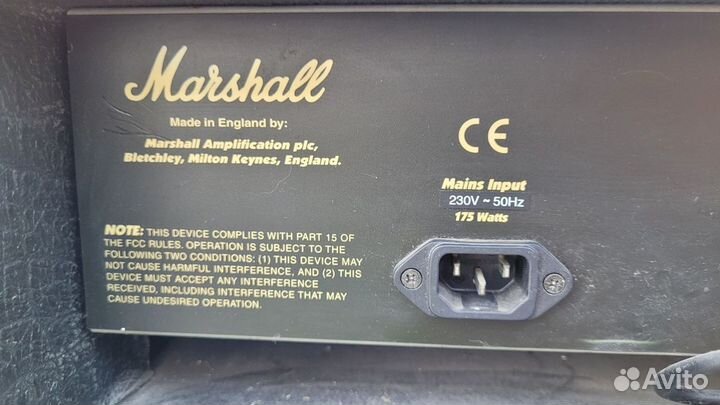 Marshall
Made in England by:
Marshall Amplification plc,
Bletchley, Milton Keynes, England.
CE
Mains Input
230V ~ 50Hz
175 Watts
NOTE: THIS DEVICE COMPLIES WITH PART 15 OF
THE FCC RULES. OPERATION IS SUBJECT TO THE
FOLLOWING TWO CONDITIONS: (1) THIS DEVICE MAY
NOT CAUSE HARMFUL INTERFERENCE, AND (2) THIS
DEVICE MUST ACCEPT ANY INTERFERENCE
RECEIVED, INCLUDING INTERFERENCE THAT MAY
CAUSE UNDESIRED OPERATION.
Avito